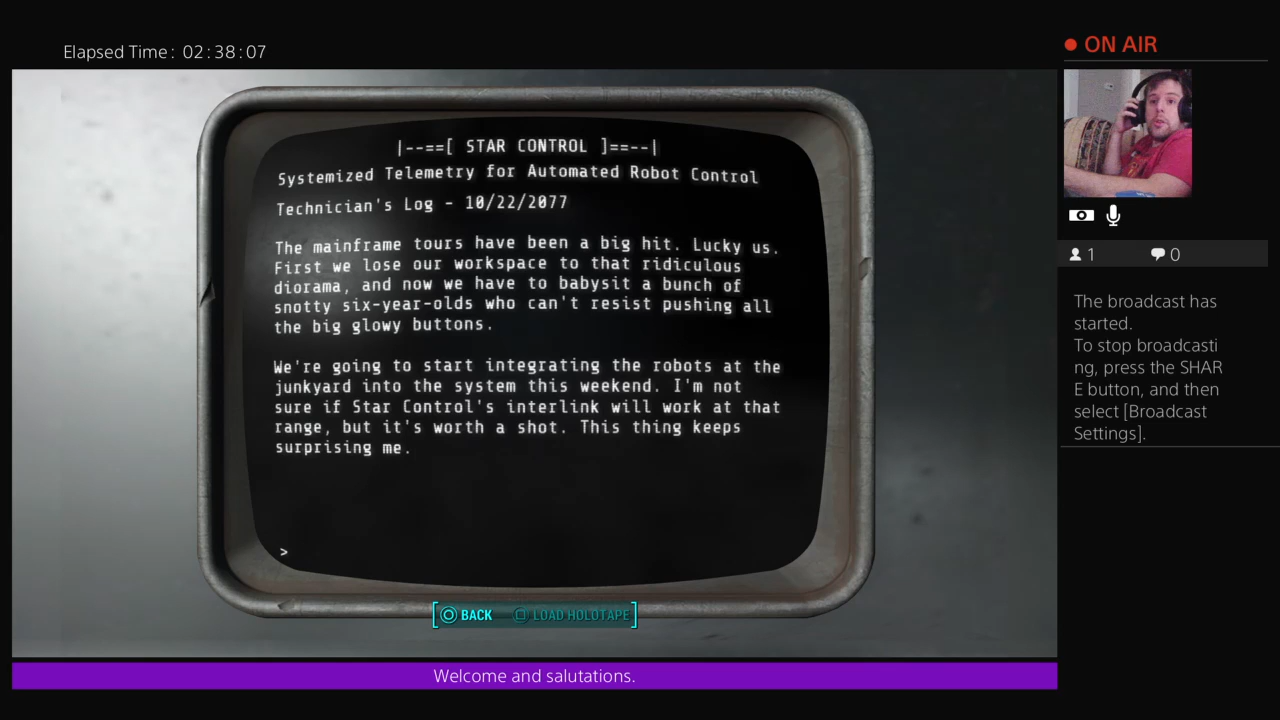 Elapsed Time: 02:38:07
ON AIR
|--==[ STAR CONTROL ]==--|
Systemized Telemetry for Automated Robot Control
Technician's Log - 10/22/2077
The mainframe tours have been a big hit. Lucky us.
First we lose our workspace to that ridiculous
diorama, and now we have to babysit a bunch of
snotty six-year-olds who can't resist pushing all
the big glowy buttons.
We're going to start integrating the robots at the
junkyard into the system this weekend. I'm not
sure if Star Control's interlink will work at that
range, but it's worth a shot. This thing keeps
surprising me.
>
BACK LOAD HOLOTAPE
Welcome and salutations.
1 0
The broadcast has
started.
To stop broadcasti
ng, press the SHAR
E button, and then
select [Broadcast
Settings].